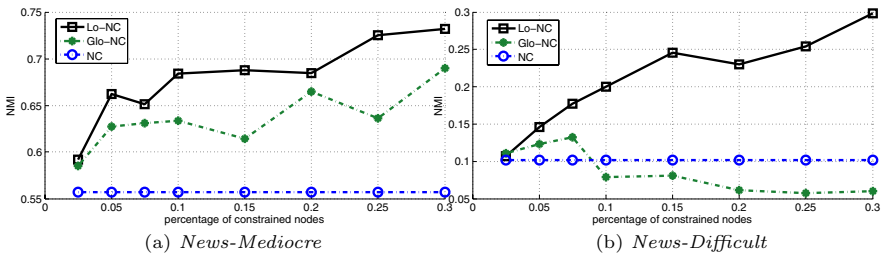 0.75
0.7
0.65
0.6
0.55
NMI
Lo-NC
Glo-NC
NC
0 0.05 0.1 0.15 0.2 0.25 0.3
percentage of constrained nodes
(a) News-Mediocre
0.3
0.25
0.2
0.15
0.1
0.05
NMI
Lo-NC
Glo-NC
NC
0 0.05 0.1 0.15 0.2 0.25 0.3
percentage of constrained nodes
(b) News-Difficult